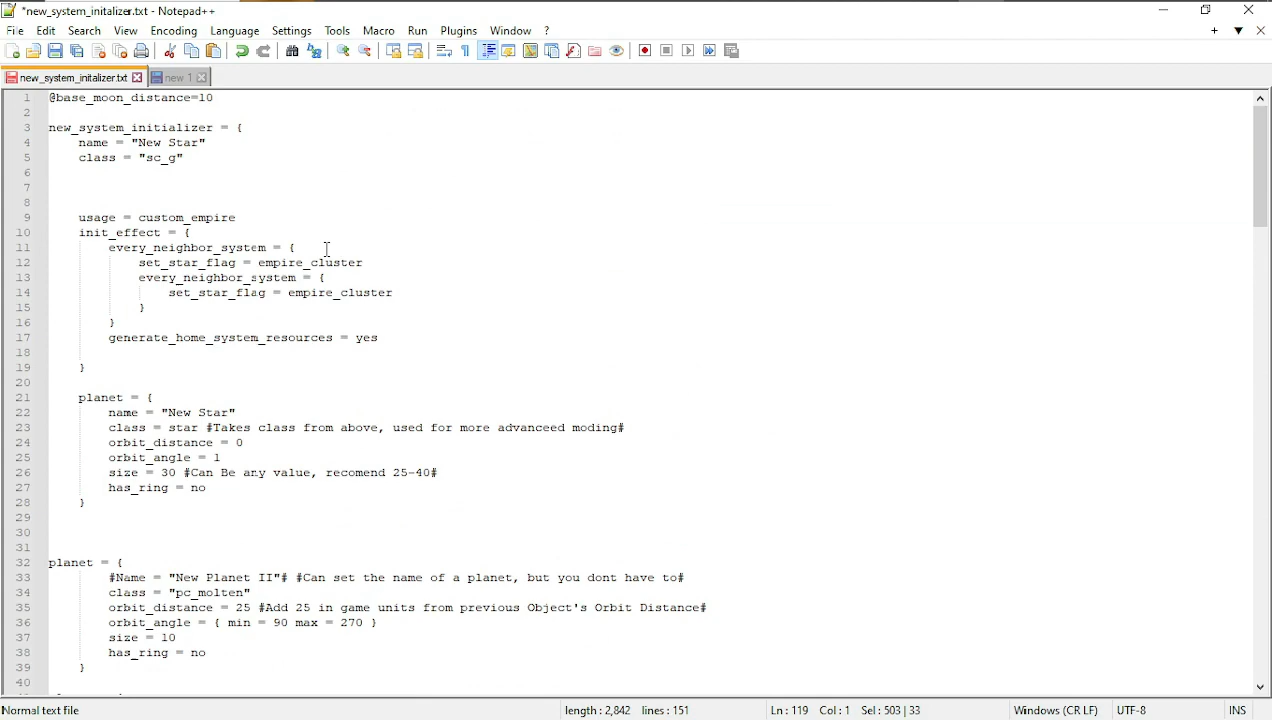 *new_system_initalizer.txt - Notepad++
File Edit Search View Encoding Language Settings Tools Macro Run Plugins Window ?
new_system_initalizer.txt new 1
1 @base_moon_distance=10
2
3 new_system_initializer = {
4 name = "New Star"
5 class = "sc_g"
6
7
8
9 usage = custom_empire
10 init_effect = {
11 every_neighbor_system = {
12 set_star_flag = empire_cluster
13 every_neighbor_system = {
14 set_star_flag = empire_cluster
15 }
16 }
17 generate_home_system_resources = yes
18
19 }
20
21 planet = {
22 name = "New Star"
23 class = star #Takes class from above, used for more advanceed moding#
24 orbit_distance = 0
25 orbit_angle = 1
26 size = 30 #Can Be any value, recomend 25-40#
27 has_ring = no
28 }
29
30
31
32 planet = {
33 #Name = "New Planet II"# #Can set the name of a planet, but you dont have to#
34 class = "pc_molten"
35 orbit_distance = 25 #Add 25 in game units from previous Object's Orbit Distance#
36 orbit_angle = { min = 90 max = 270 }
37 size = 10
38 has_ring = no
39 }
40
Normal text file length : 2,842 lines : 151 Ln : 119 Col : 1 Sel : 503 | 33 Windows (CR LF) UTF-8 INS